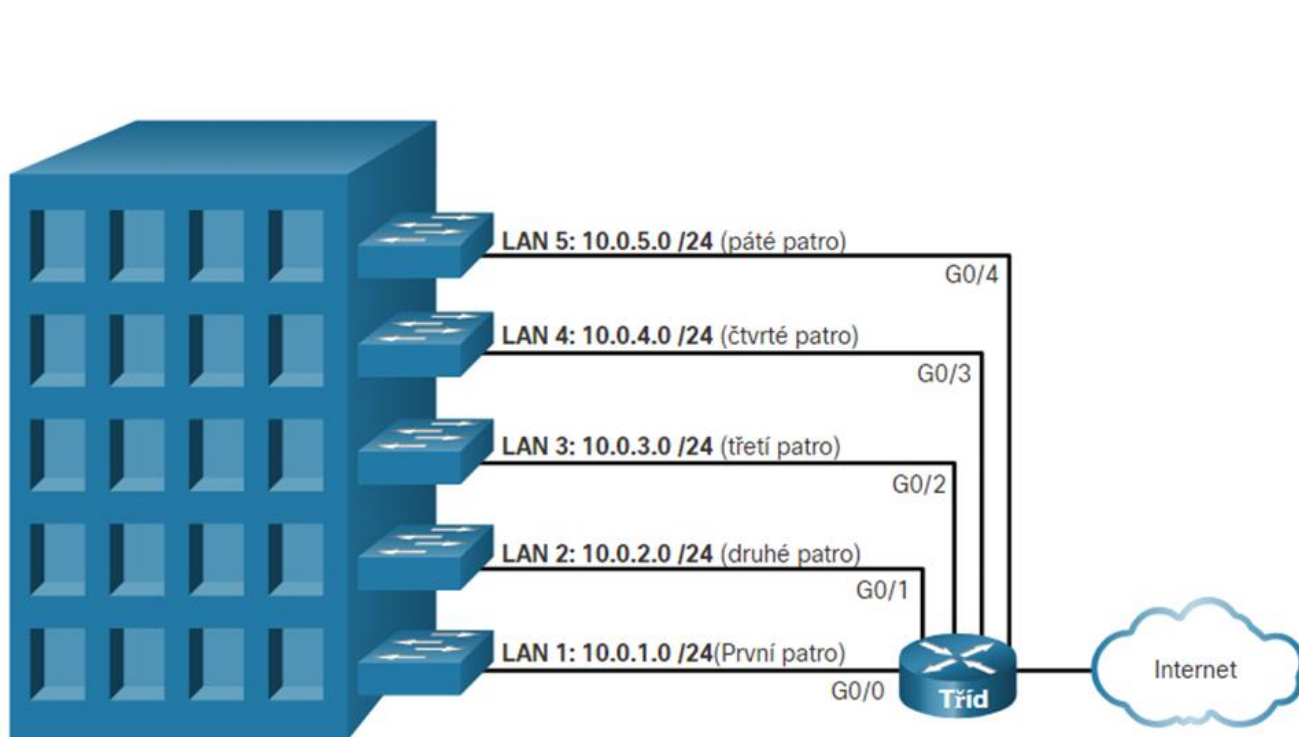 LAN 5: 10.0.5.0 /24 (páté patro)
G0/4
LAN 4: 10.0.4.0 /24 (čtvrté patro)
G0/3
LAN 3: 10.0.3.0 /24 (třetí patro)
G0/2
LAN 2: 10.0.2.0 /24 (druhé patro)
G0/1
LAN 1: 10.0.1.0 /24(První patro)
G0/0
Tříd
Internet